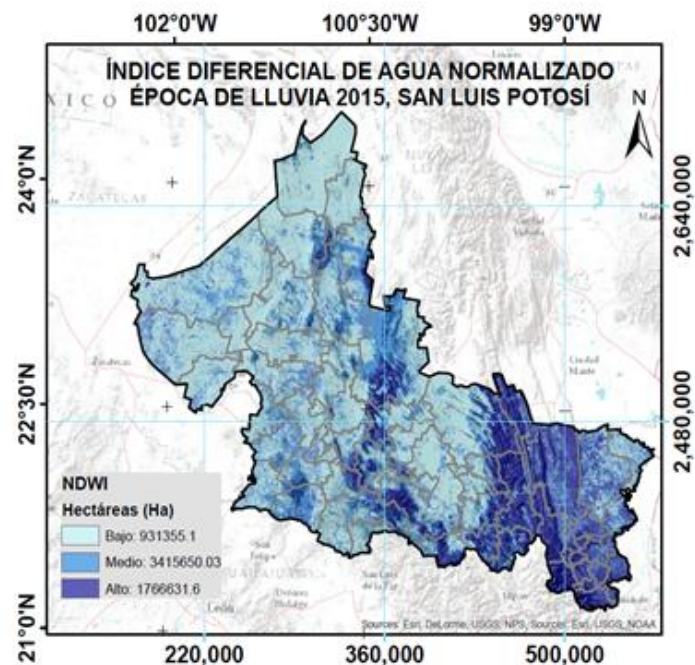 102°0'W 100°30'W 99°0'W
ÍNDICE DIFERENCIAL DE AGUA NORMALIZADO
ÉPOCA DE LLUVIA 2015, SAN LUIS POTOSÍ
N
24°0'N
2,640,000
22°30'N
2,480,000
NDWI
Hectáreas (Ha)
Bajo: 931355.1
Medio: 3415650.03
Alto: 1766631.6
21°0'N
Sources: Esri, DeLorme, USGS, NPS, Sources: Esri, USGS, NOAA
220,000 360,000 500,000